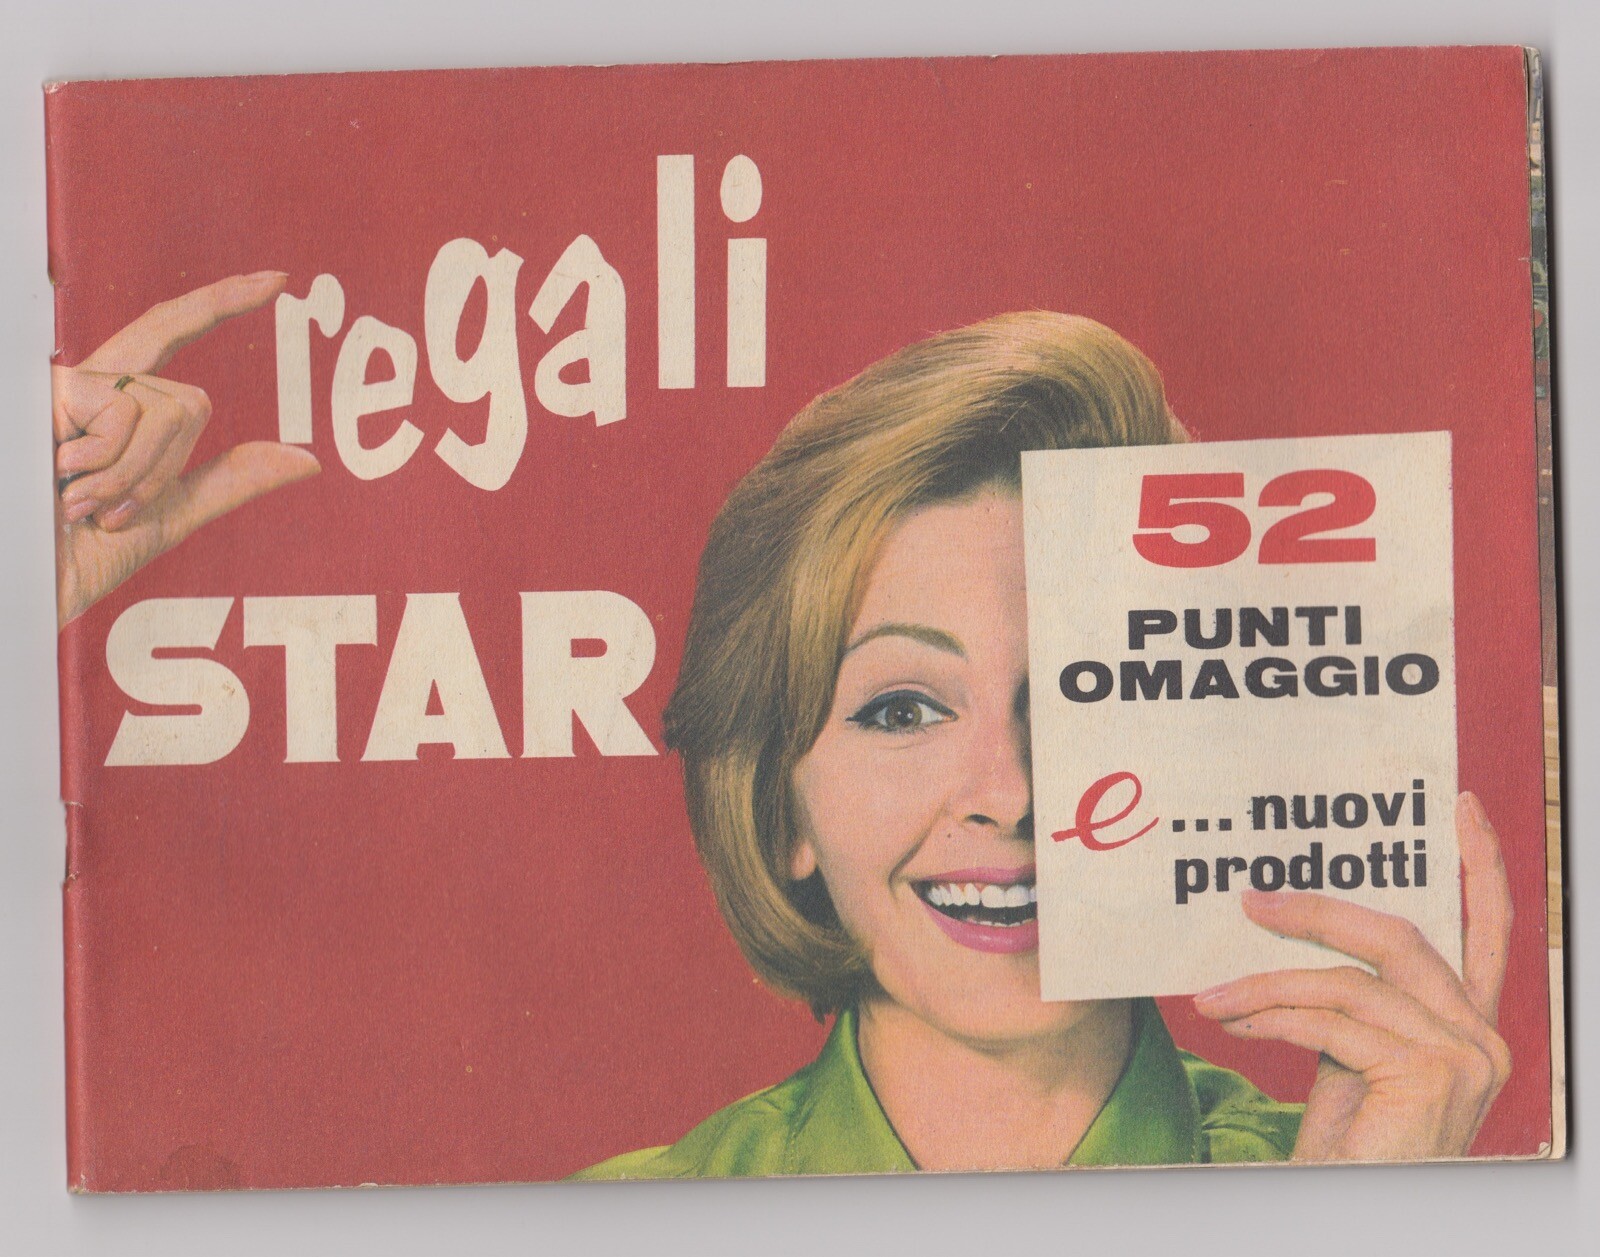 regali
STAR
52
PUNTI
OMAGGIO
e... nuovi
prodotti